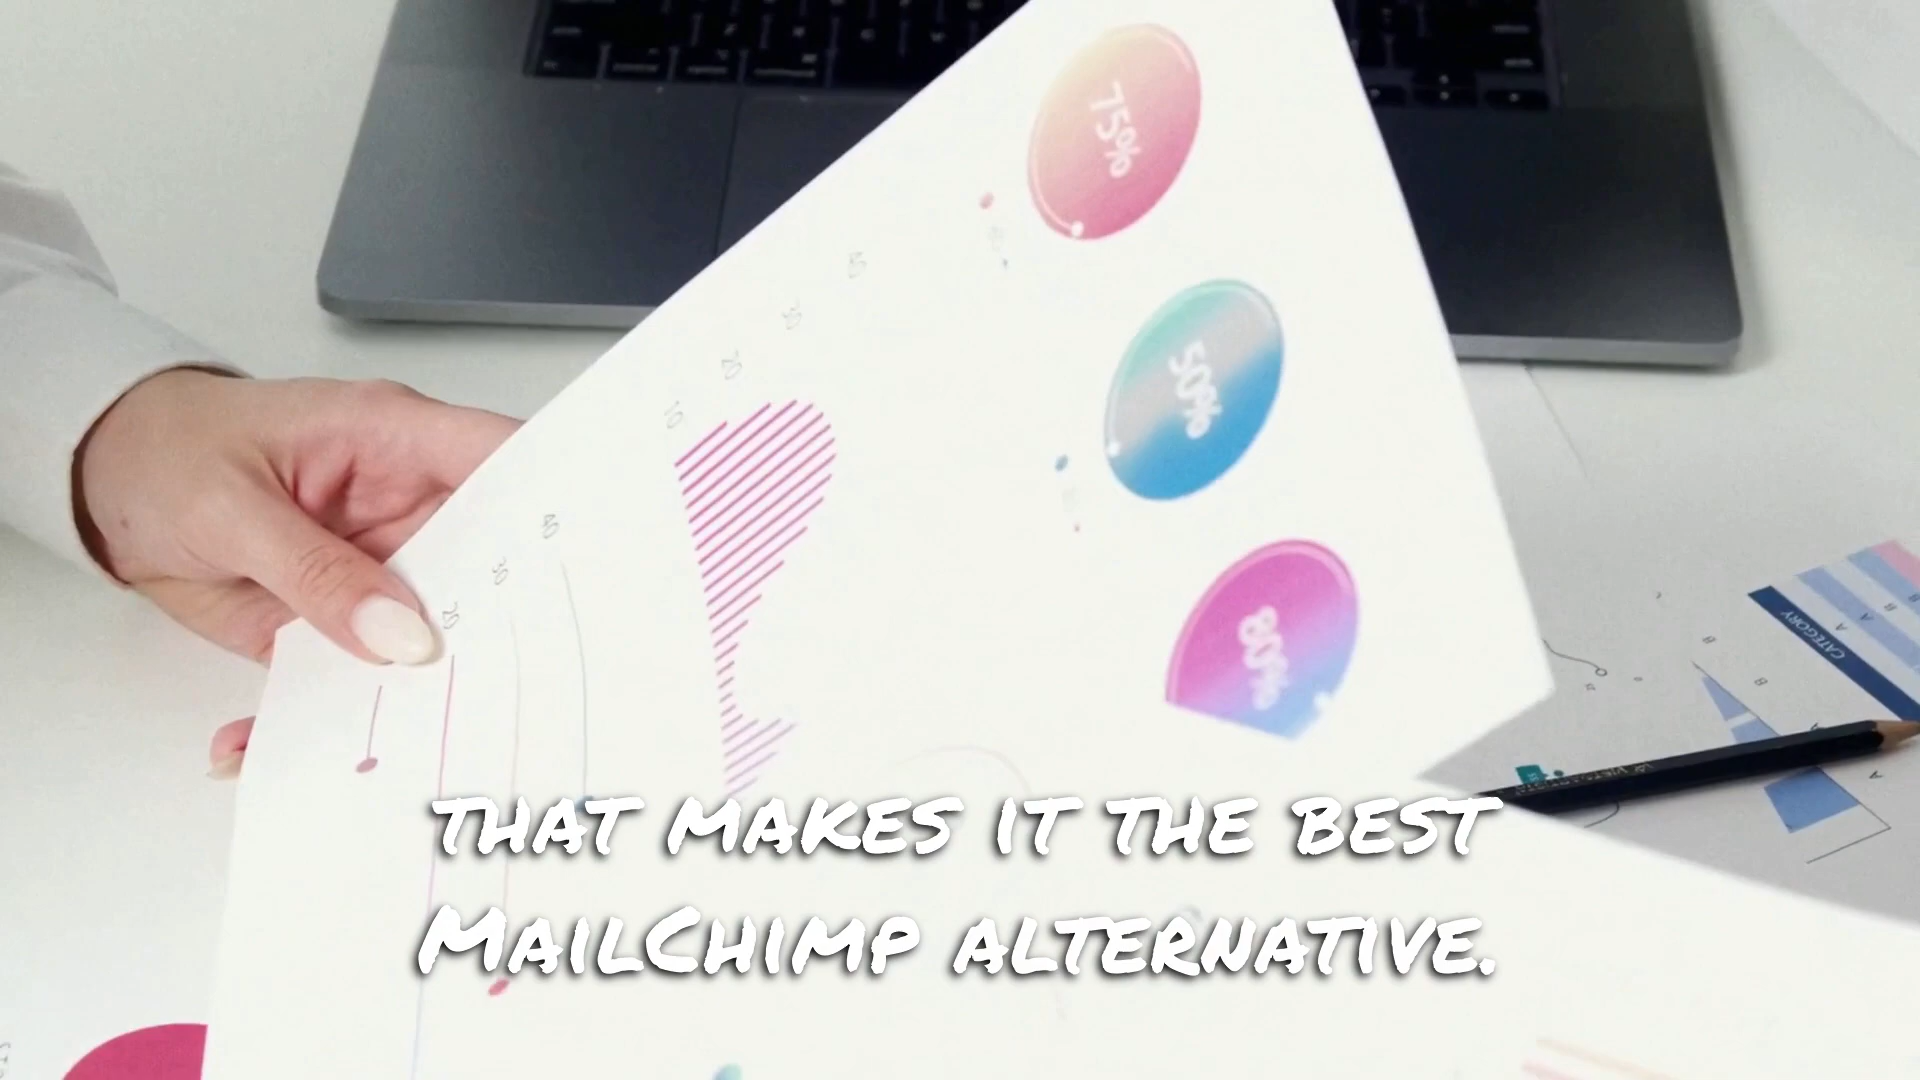 75%
50%
80%
10
20
30
40
20
30
40
CATEGORY
A
B
A
B
B
B
A
THAT MAKES IT THE BEST
MAILCHIMP ALTERNATIVE.